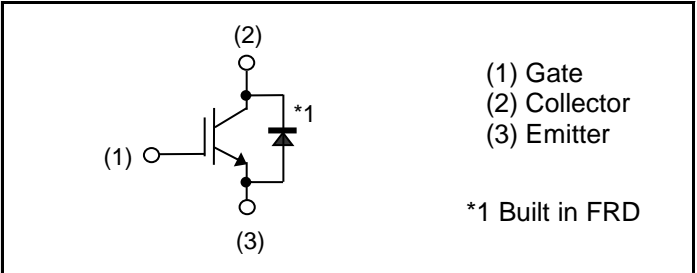 (2)
*1
(1)
(3)
(1) Gate
(2) Collector
(3) Emitter
*1 Built in FRD